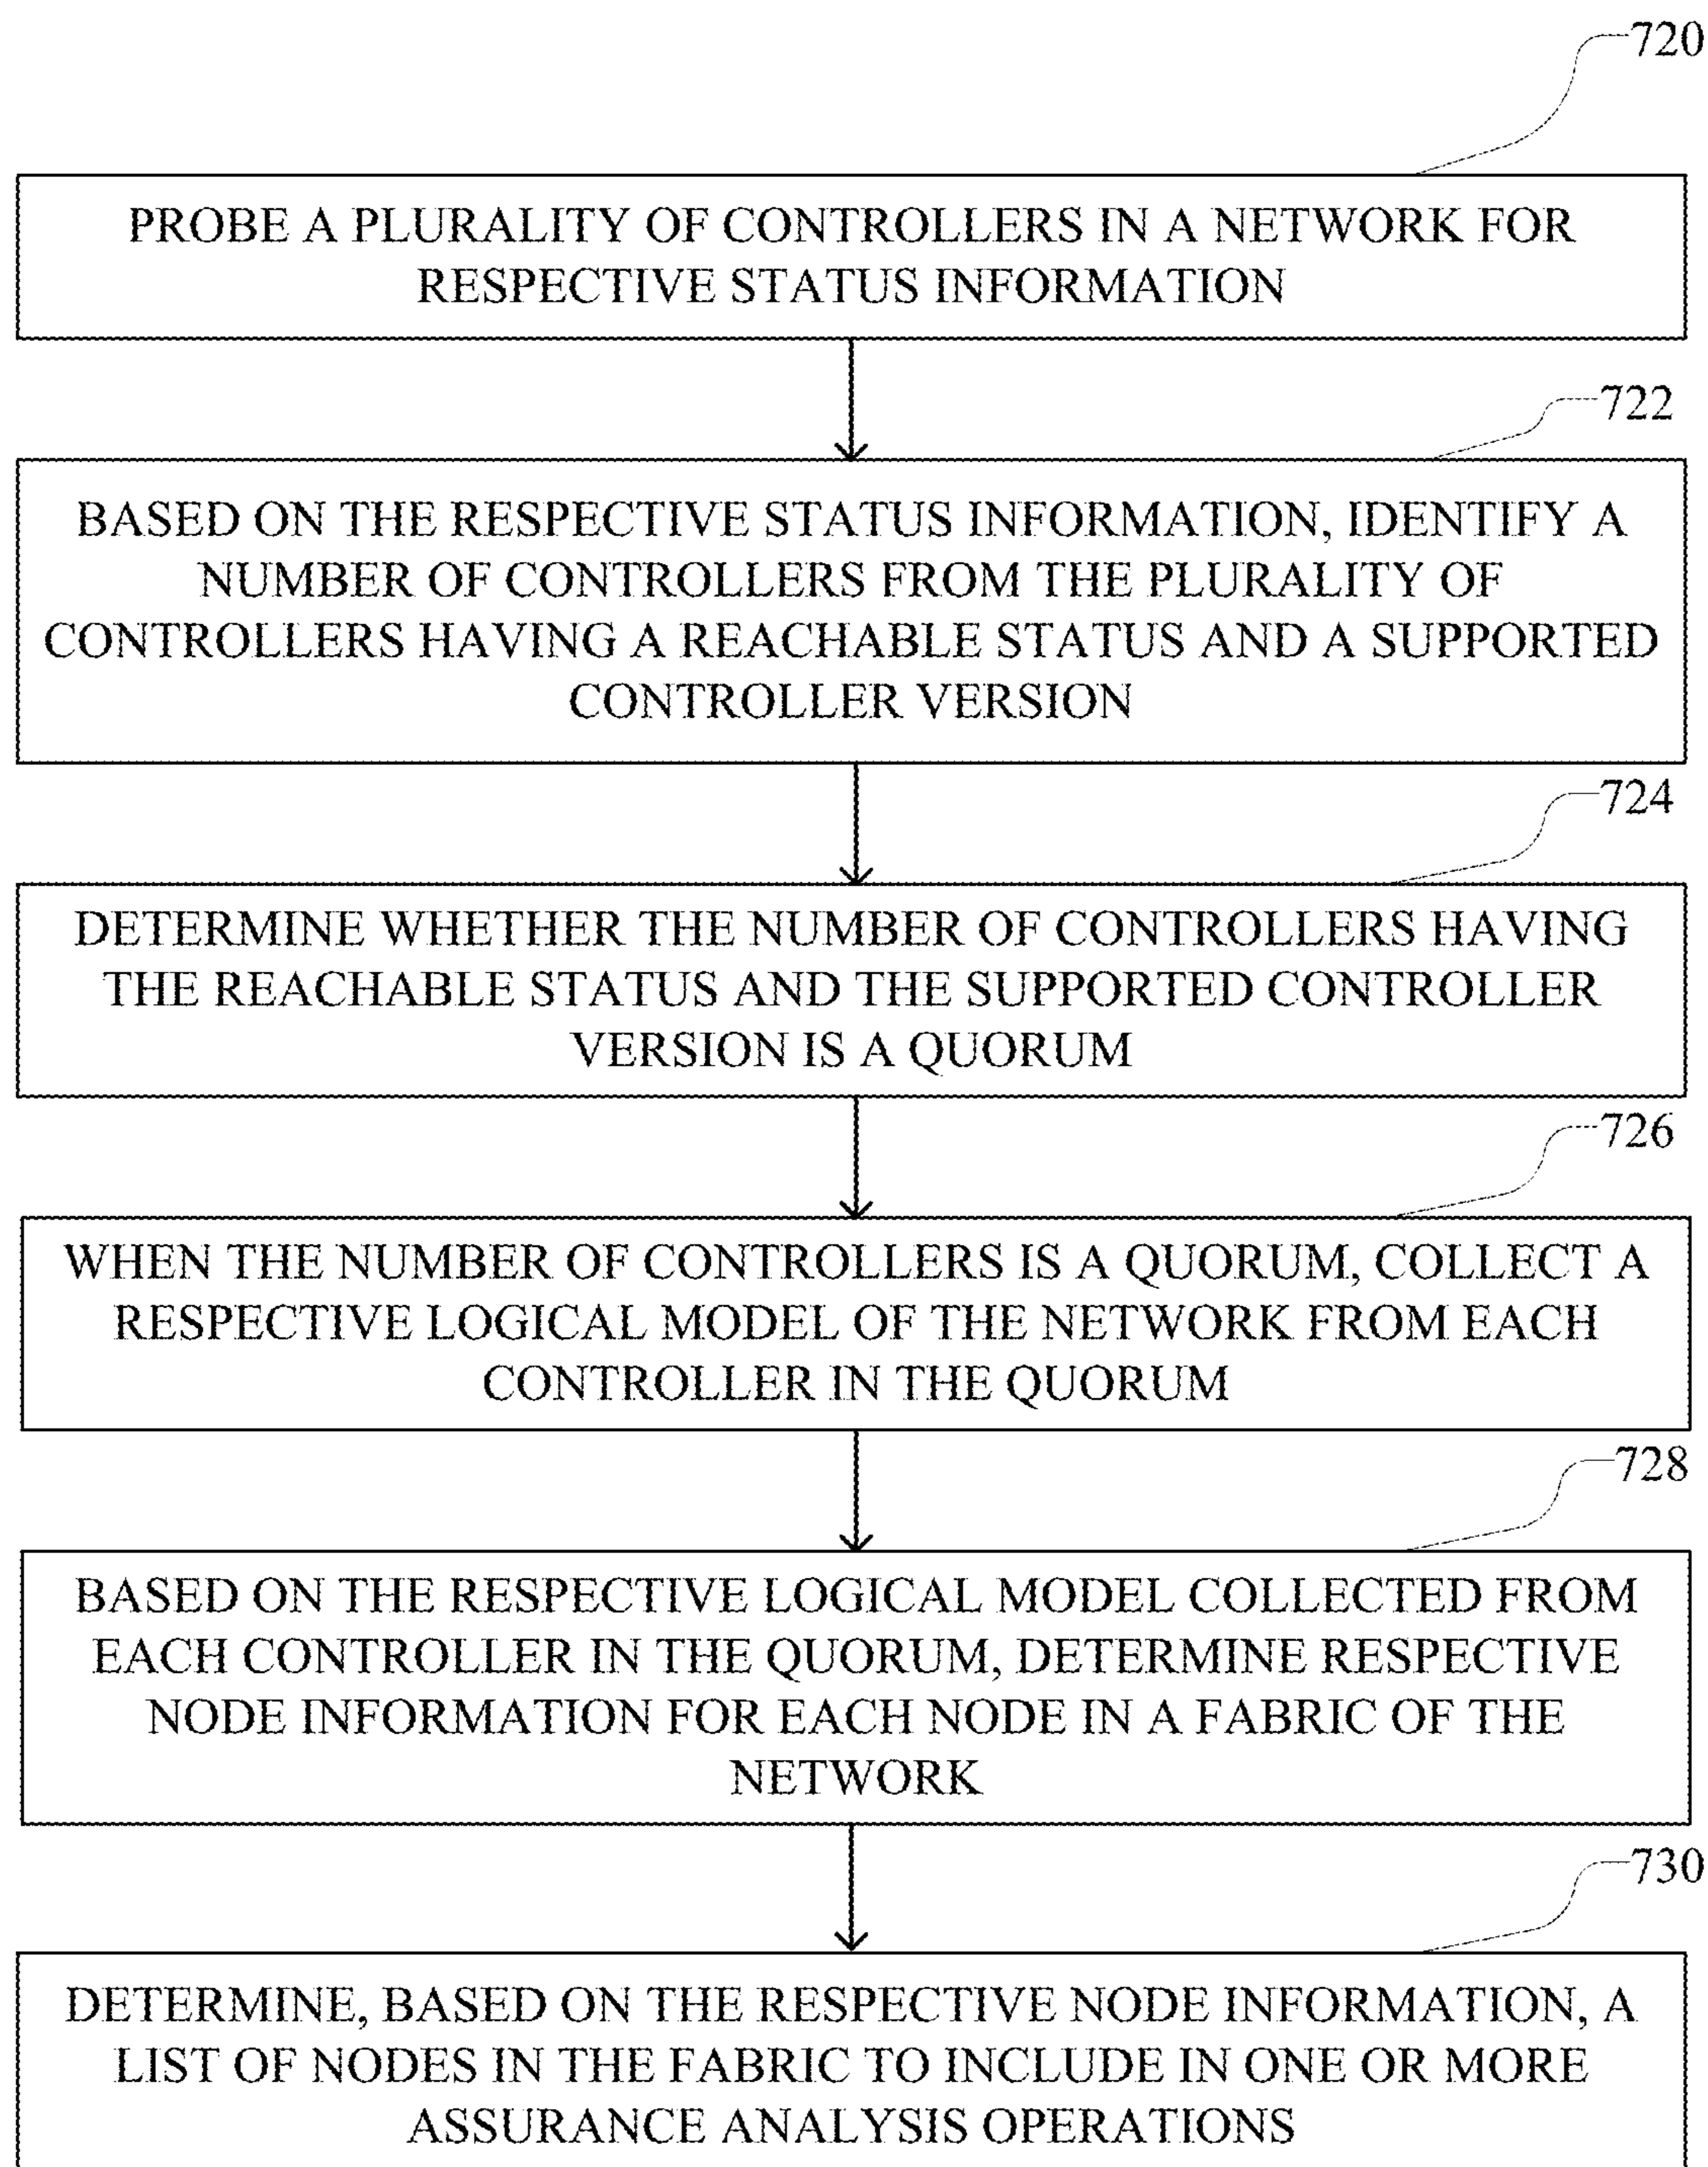 720
PROBE A PLURALITY OF CONTROLLERS IN A NETWORK FOR
RESPECTIVE STATUS INFORMATION
722
BASED ON THE RESPECTIVE STATUS INFORMATION, IDENTIFY A
NUMBER OF CONTROLLERS FROM THE PLURALITY OF
CONTROLLERS HAVING A REACHABLE STATUS AND A SUPPORTED
CONTROLLER VERSION
724
DETERMINE WHETHER THE NUMBER OF CONTROLLERS HAVING
THE REACHABLE STATUS AND THE SUPPORTED CONTROLLER
VERSION IS A QUORUM
726
WHEN THE NUMBER OF CONTROLLERS IS A QUORUM, COLLECT A
RESPECTIVE LOGICAL MODEL OF THE NETWORK FROM EACH
CONTROLLER IN THE QUORUM
728
BASED ON THE RESPECTIVE LOGICAL MODEL COLLECTED FROM
EACH CONTROLLER IN THE QUORUM, DETERMINE RESPECTIVE
NODE INFORMATION FOR EACH NODE IN A FABRIC OF THE
NETWORK
730
DETERMINE, BASED ON THE RESPECTIVE NODE INFORMATION, A
LIST OF NODES IN THE FABRIC TO INCLUDE IN ONE OR MORE
ASSURANCE ANALYSIS OPERATIONS